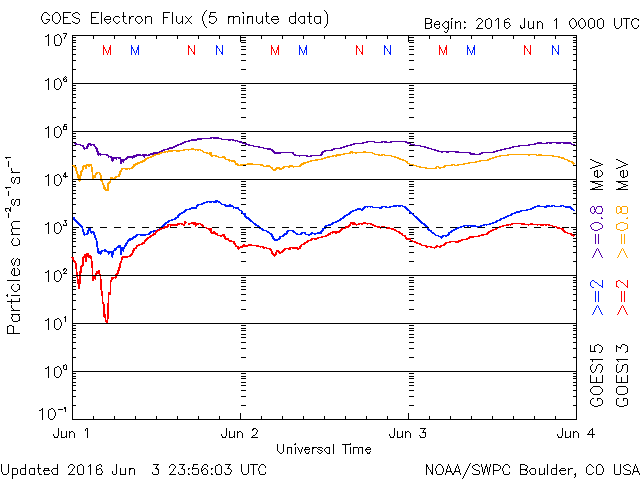 GOES Electron Flux (5 minute data)
Begin: 2016 Jun 1 0000 UTC
10⁷
M M N N M M N N M M N N
10⁶
10⁵
10⁴
10³
10²
10¹
10⁰
10⁻¹
Particles cm⁻²s⁻¹sr⁻¹
Jun 1 Jun 2 Jun 3 Jun 4
Universal Time
GOES15 >=2 >=0.8 MeV
GOES13 >=2 >=0.8 MeV
Updated 2016 Jun 3 23:56:03 UTC
NOAA/SWPC Boulder, CO USA